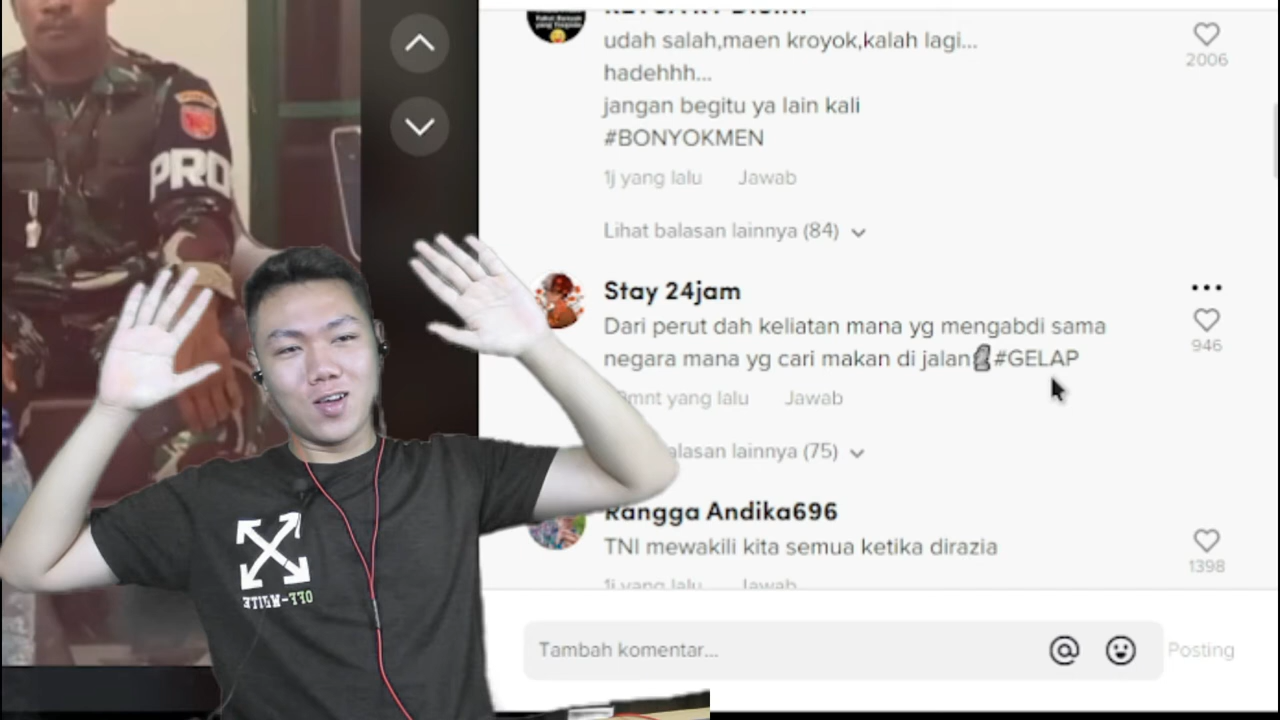 udah salah,maen kroyok,kalah lagi...
hadehhh...
jangan begitu ya lain kali
#BONYOKMEN
1j yang lalu Jawab
2006
Lihat balasan lainnya (84)
PRO
Stay 24jam
Dari perut dah keliatan mana yg mengabdi sama
negara mana yg cari makan di jalan🗿#GELAP
946
mnt yang lalu Jawab
balasan lainnya (75)
Rangga Andika696
TNI mewakili kita semua ketika dirazia
1398
1j yang lalu Jawab
OFF-WHITE
Tambah komentar...
Posting